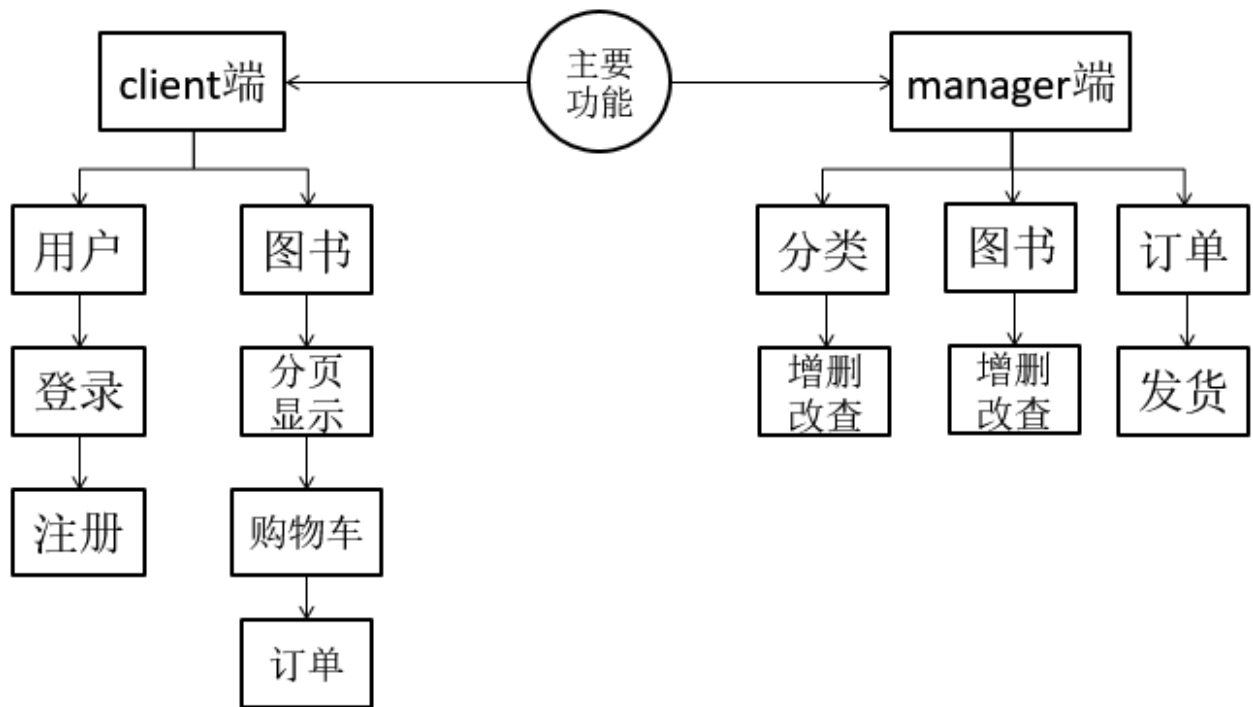 主要
功能
client端
manager端
用户
图书
分类
图书
订单
登录
分页
显示
增删
改查
增删
改查
发货
注册
购物车
订单